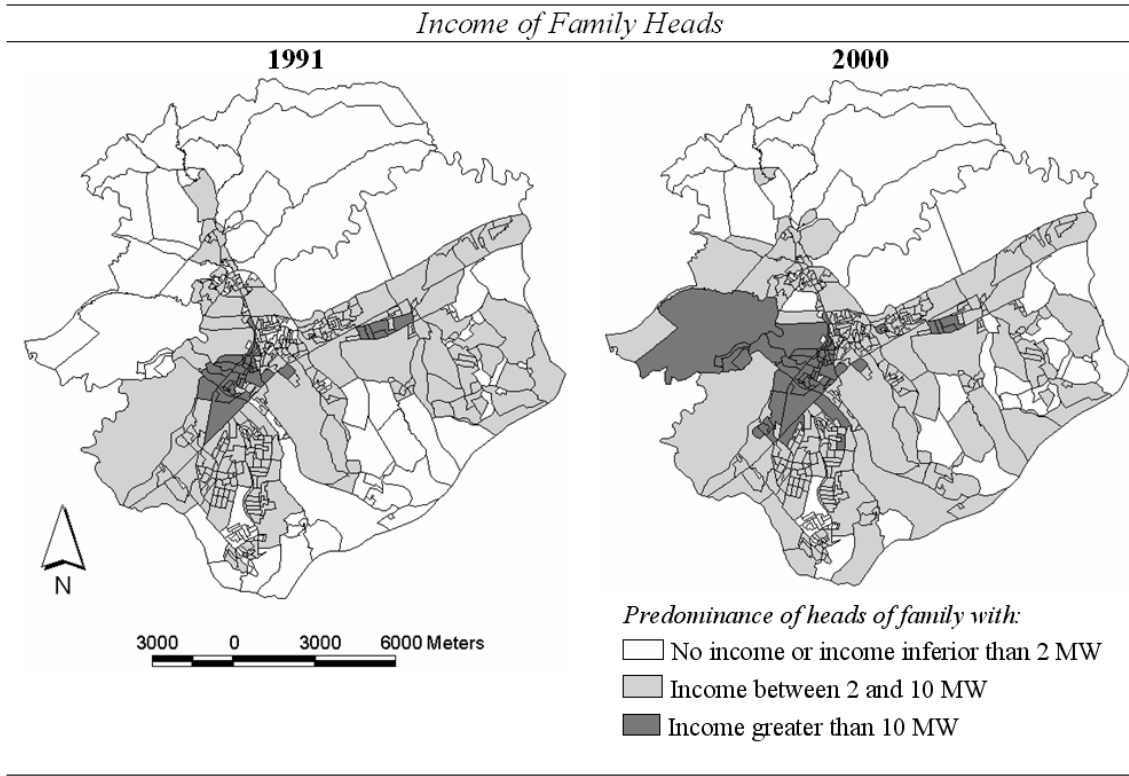 Income of Family Heads
1991
2000
N
3000 0 3000 6000 Meters
Predominance of heads of family with:
No income or income inferior than 2 MW
Income between 2 and 10 MW
Income greater than 10 MW